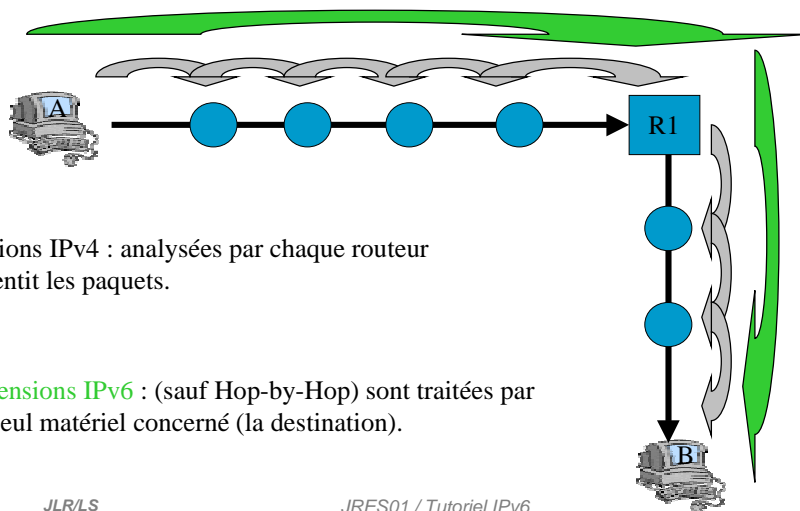 A
R1
ions IPv4 : analysées par chaque routeur
entit les paquets.
ensions IPv6 : (sauf Hop-by-Hop) sont traitées par
eul matériel concerné (la destination).
B
JLR/LS
JRES01 / Tutoriel IPv6